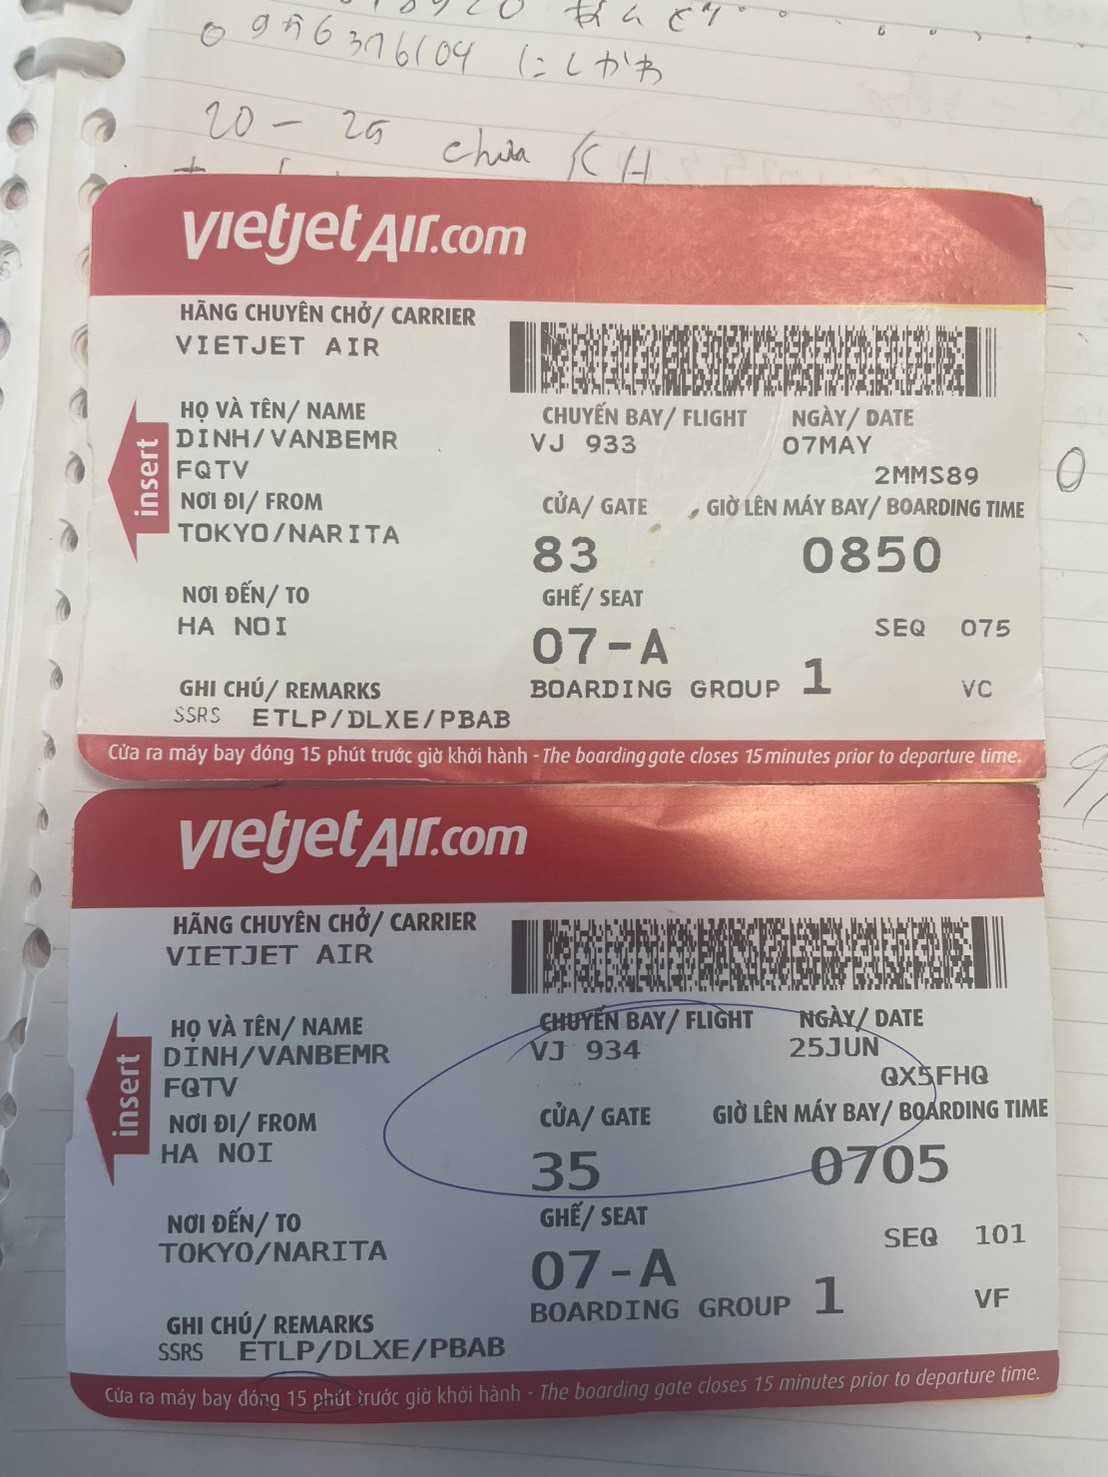 0956376104 にしがわ
20 - 25 chưa KH
vietjetAir.com
HÃNG CHUYÊN CHỞ/ CARRIER
VIETJET AIR
HỌ VÀ TÊN/ NAME CHUYẾN BAY/ FLIGHT NGÀY/ DATE
DINH/VANBEMR VJ 933 07MAY
FQTV 2MMS89
NƠI ĐI/ FROM CỬA/ GATE GIỜ LÊN MÁY BAY/ BOARDING TIME
TOKYO/NARITA 83 0850
NƠI ĐẾN/ TO GHẾ/ SEAT
HA NOI 07-A SEQ 075
GHI CHÚ/ REMARKS BOARDING GROUP 1 VC
SSRS ETLP/DLXE/PBAB
insert
Cửa ra máy bay đóng 15 phút trước giờ khởi hành - The boarding gate closes 15 minutes prior to departure time.
vietjetAir.com
HÃNG CHUYÊN CHỞ/ CARRIER
VIETJET AIR
HỌ VÀ TÊN/ NAME CHUYẾN BAY/ FLIGHT NGÀY/ DATE
DINH/VANBEMR VJ 934 25JUN
FQTV QX5FHQ
NƠI ĐI/ FROM CỬA/ GATE GIỜ LÊN MÁY BAY/ BOARDING TIME
HA NOI 35 0705
NƠI ĐẾN/ TO GHẾ/ SEAT
TOKYO/NARITA 07-A SEQ 101
GHI CHÚ/ REMARKS BOARDING GROUP 1 VF
SSRS ETLP/DLXE/PBAB
insert
Cửa ra máy bay đóng 15 phút trước giờ khởi hành - The boarding gate closes 15 minutes prior to departure time.